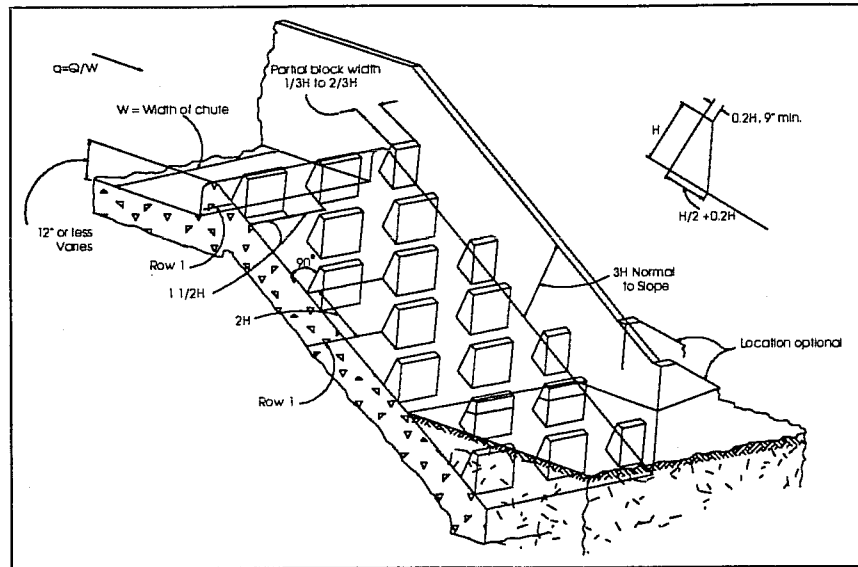 q=Q/W
Partial block width
1/3H to 2/3H
W = Width of chute
0.2H, 9" min.
H
H/2 +0.2H
12" or less
Varies
Row 1
1 1/2H
90°
2H
Row 1
3H Normal
to Slope
Location optional